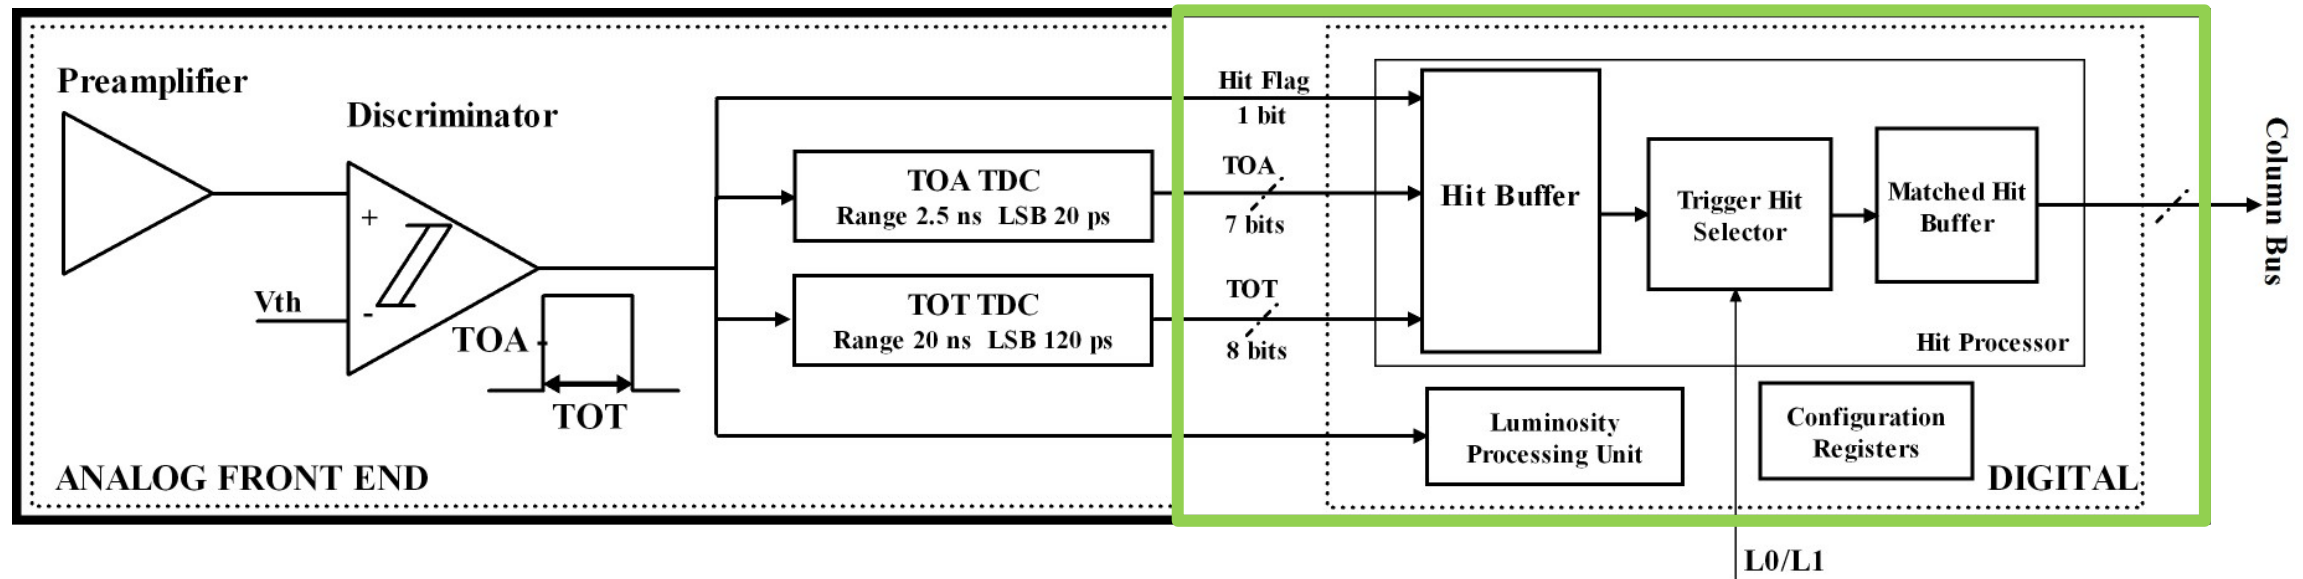 Preamplifier
Discriminator
+
-
Vth
TOA
TOT
TOA TDC
Range 2.5 ns LSB 20 ps
TOT TDC
Range 20 ns LSB 120 ps
ANALOG FRONT END
Hit Flag
1 bit
TOA
7 bits
TOT
8 bits
Hit Buffer
Trigger Hit
Selector
Matched Hit
Buffer
Hit Processor
Luminosity
Processing Unit
Configuration
Registers
DIGITAL
L0/L1
Column Bus